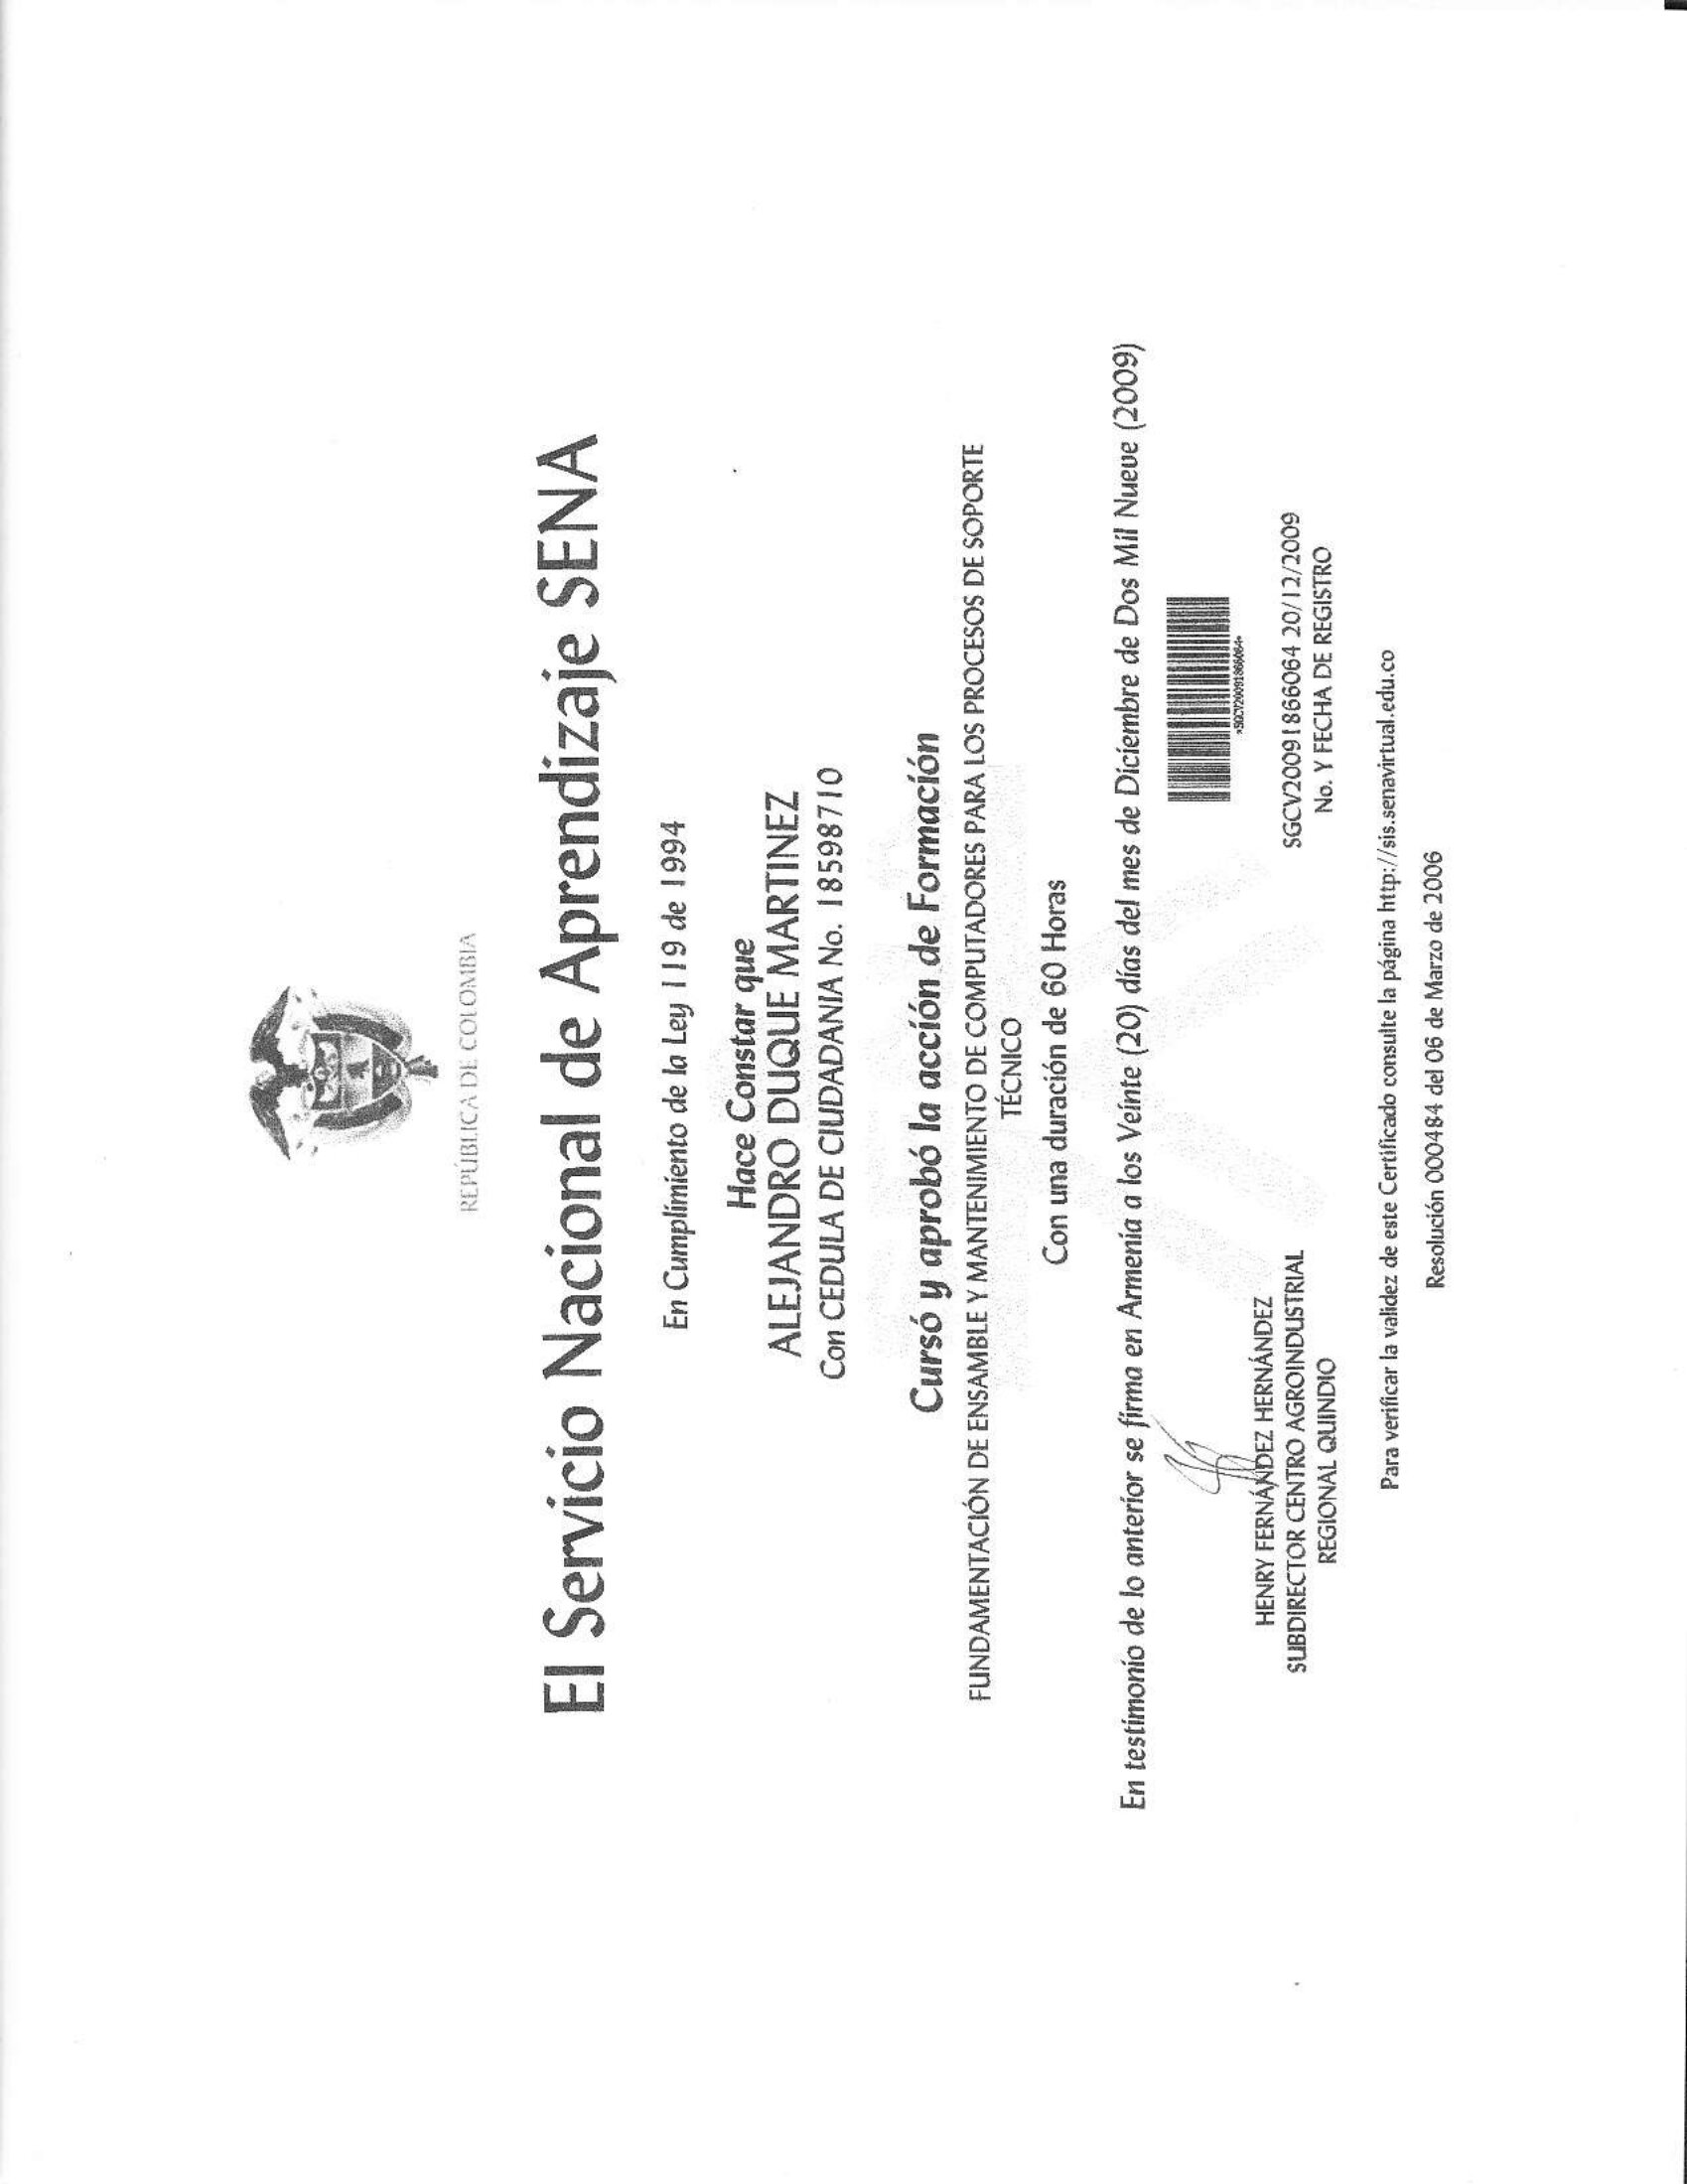 REPÚBLICA DE COLOMBIA
El Servicio Nacional de Aprendizaje SENA
En Cumplimiento de la Ley 119 de 1994
Hace Constar que
ALEJANDRO DUQUE MARTINEZ
Con CEDULA DE CIUDADANIA No. 18598710
Cursó y aprobó la acción de Formación
FUNDAMENTACIÓN DE ENSAMBLE Y MANTENIMIENTO DE COMPUTADORES PARA LOS PROCESOS DE SOPORTE
TÉCNICO
Con una duración de 60 Horas
En testimonio de lo anterior se firma en Armenia a los Veinte (20) días del mes de Diciembre de Dos Mil Nueve (2009)
*SGCV20091866064*
HENRY FERNÁNDEZ HERNÁNDEZ
SUBDIRECTOR CENTRO AGROINDUSTRIAL
REGIONAL QUINDIO
SGCV20091866064 20/12/2009
No. Y FECHA DE REGISTRO
Para verificar la validez de este Certificado consulte la página http://sis.senavirtual.edu.co
Resolución 000484 del 06 de Marzo de 2006